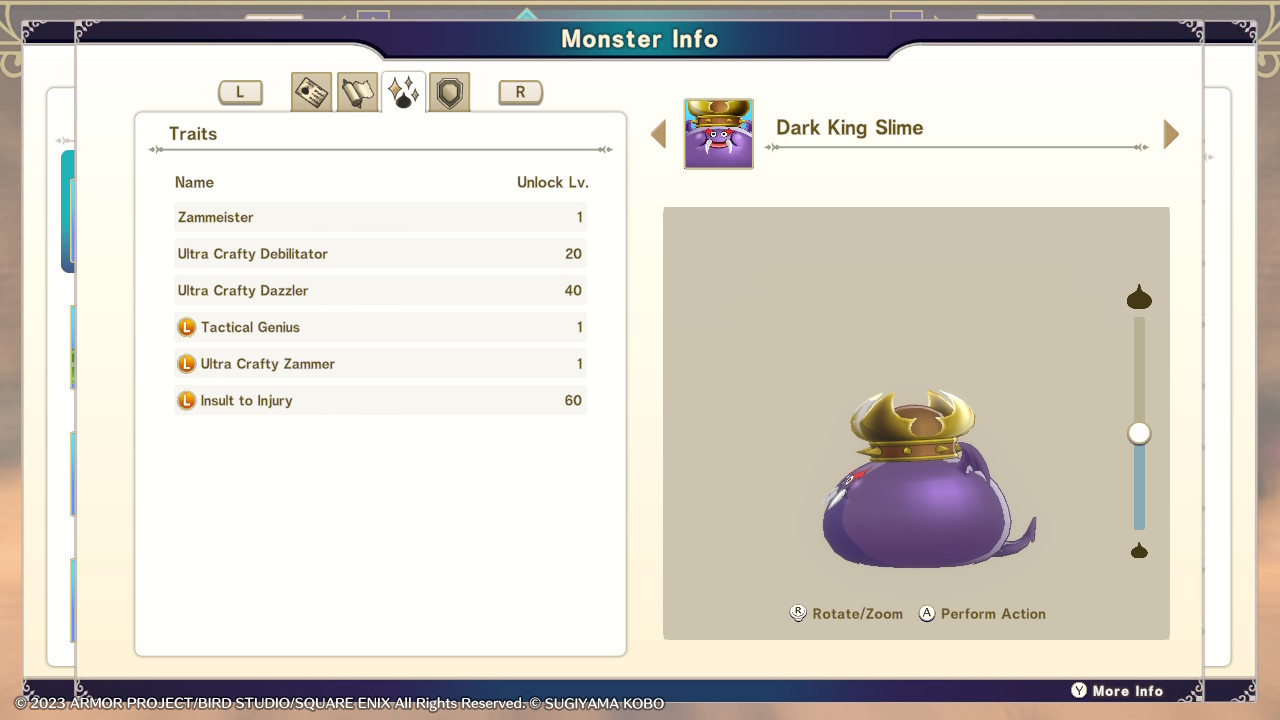 Monster Info
L
R
Traits
Name Unlock Lv.
Zammeister 1
Ultra Crafty Debilitator 20
Ultra Crafty Dazzler 40
L Tactical Genius 1
L Ultra Crafty Zammer 1
L Insult to Injury 60
Dark King Slime
R Rotate/Zoom A Perform Action
Y More Info
© 2023 ARMOR PROJECT/BIRD STUDIO/SQUARE ENIX All Rights Reserved. © SUGIYAMA KOBO